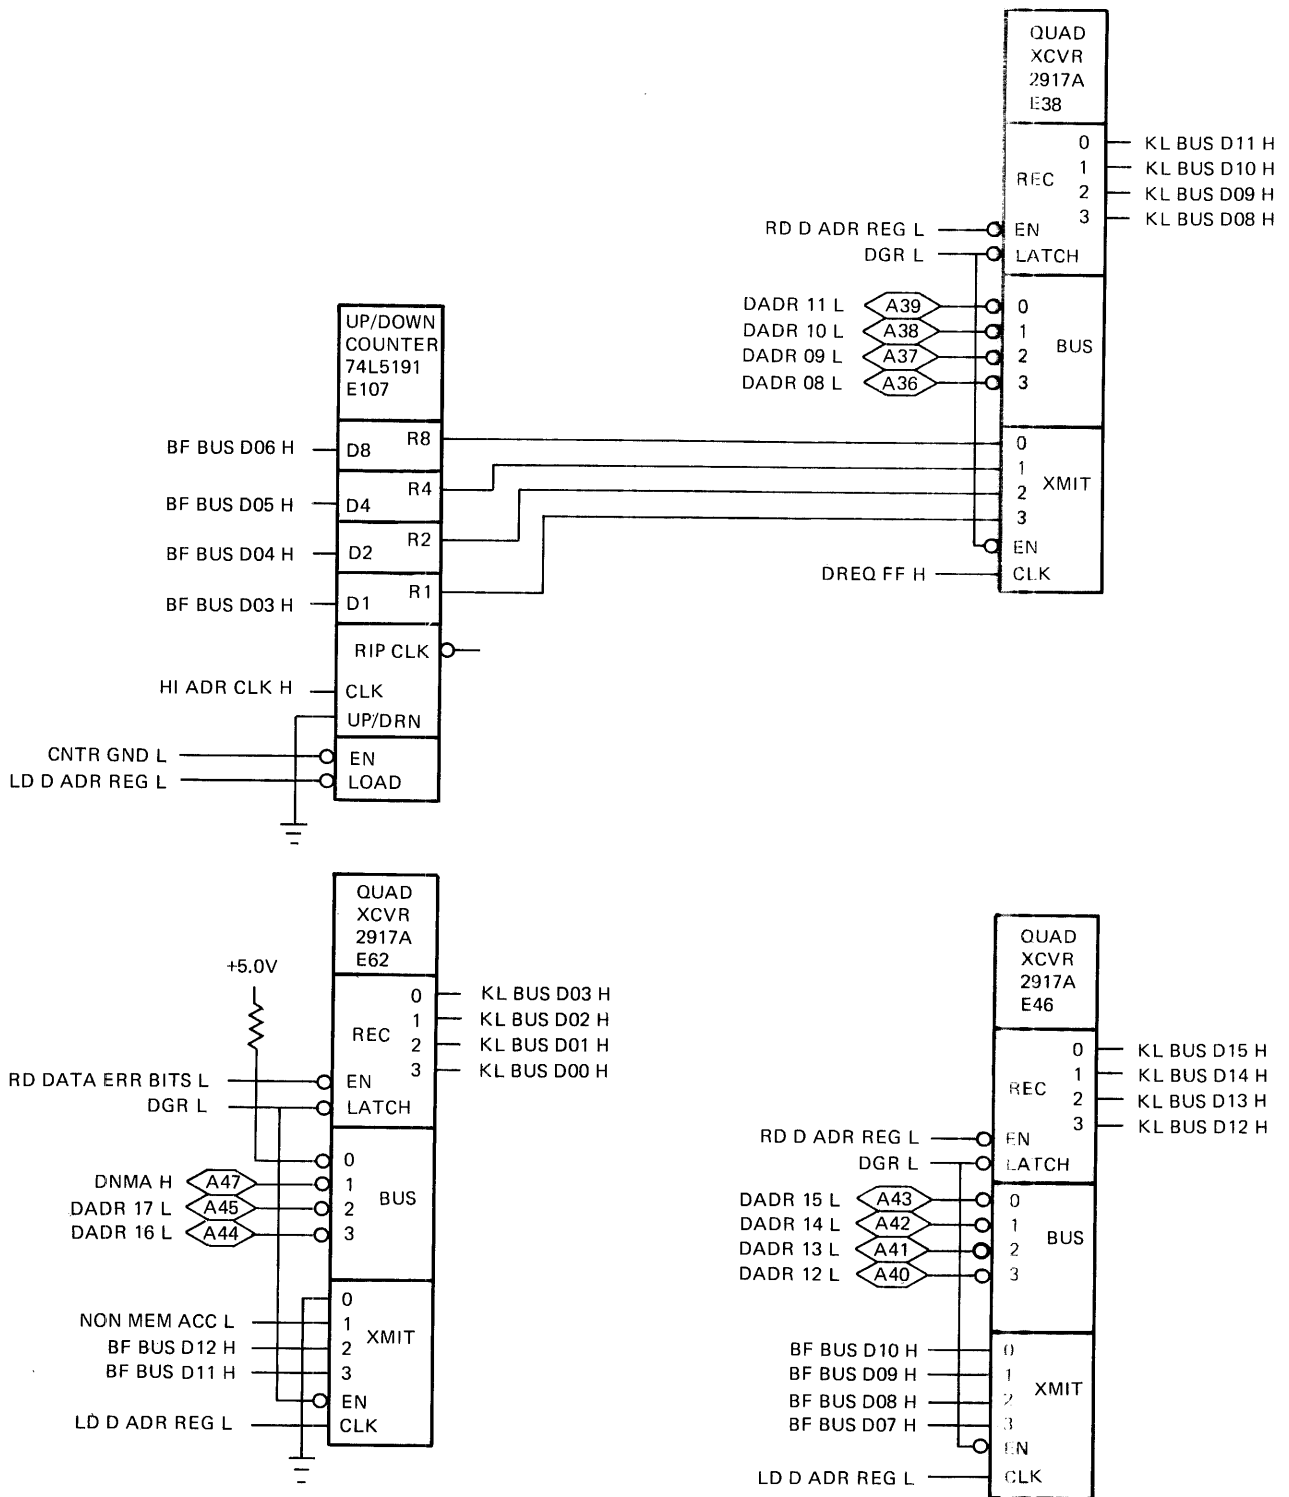 QUAD
XCVR
2917A
E38
0 KL BUS D11 H
1 KL BUS D10 H
REC
2 KL BUS D09 H
3 KL BUS D08 H
RD D ADR REG L EN
DGR L LATCH
DADR 11 L A39 0
DADR 10 L A38 1
BUS
DADR 09 L A37 2
DADR 08 L A36 3
0
1
XMIT
2
3
EN
DREQ FF H CLK
UP/DOWN
COUNTER
74L5191
E107
BF BUS D06 H D8 R8
BF BUS D05 H D4 R4
BF BUS D04 H D2 R2
BF BUS D03 H D1 R1
RIP CLK
HI ADR CLK H CLK
UP/DRN
CNTR GND L EN
LD D ADR REG L LOAD
QUAD
XCVR
2917A
E62
+5.0V
0 KL BUS D03 H
1 KL BUS D02 H
REC
2 KL BUS D01 H
3 KL BUS D00 H
RD DATA ERR BITS L EN
DGR L LATCH
0
DNMA H A47 1
BUS
DADR 17 L A45 2
DADR 16 L A44 3
0
NON MEM ACC L 1
XMIT
BF BUS D12 H 2
BF BUS D11 H 3
EN
LD D ADR REG L CLK
QUAD
XCVR
2917A
E46
0 KL BUS D15 H
1 KL BUS D14 H
REC
2 KL BUS D13 H
3 KL BUS D12 H
RD D ADR REG L EN
DGR L LATCH
DADR 15 L A43 0
DADR 14 L A42 1
BUS
DADR 13 L A41 2
DADR 12 L A40 3
BF BUS D10 H 0
BF BUS D09 H 1
XMIT
BF BUS D08 H 2
BF BUS D07 H 3
EN
LD D ADR REG L CLK